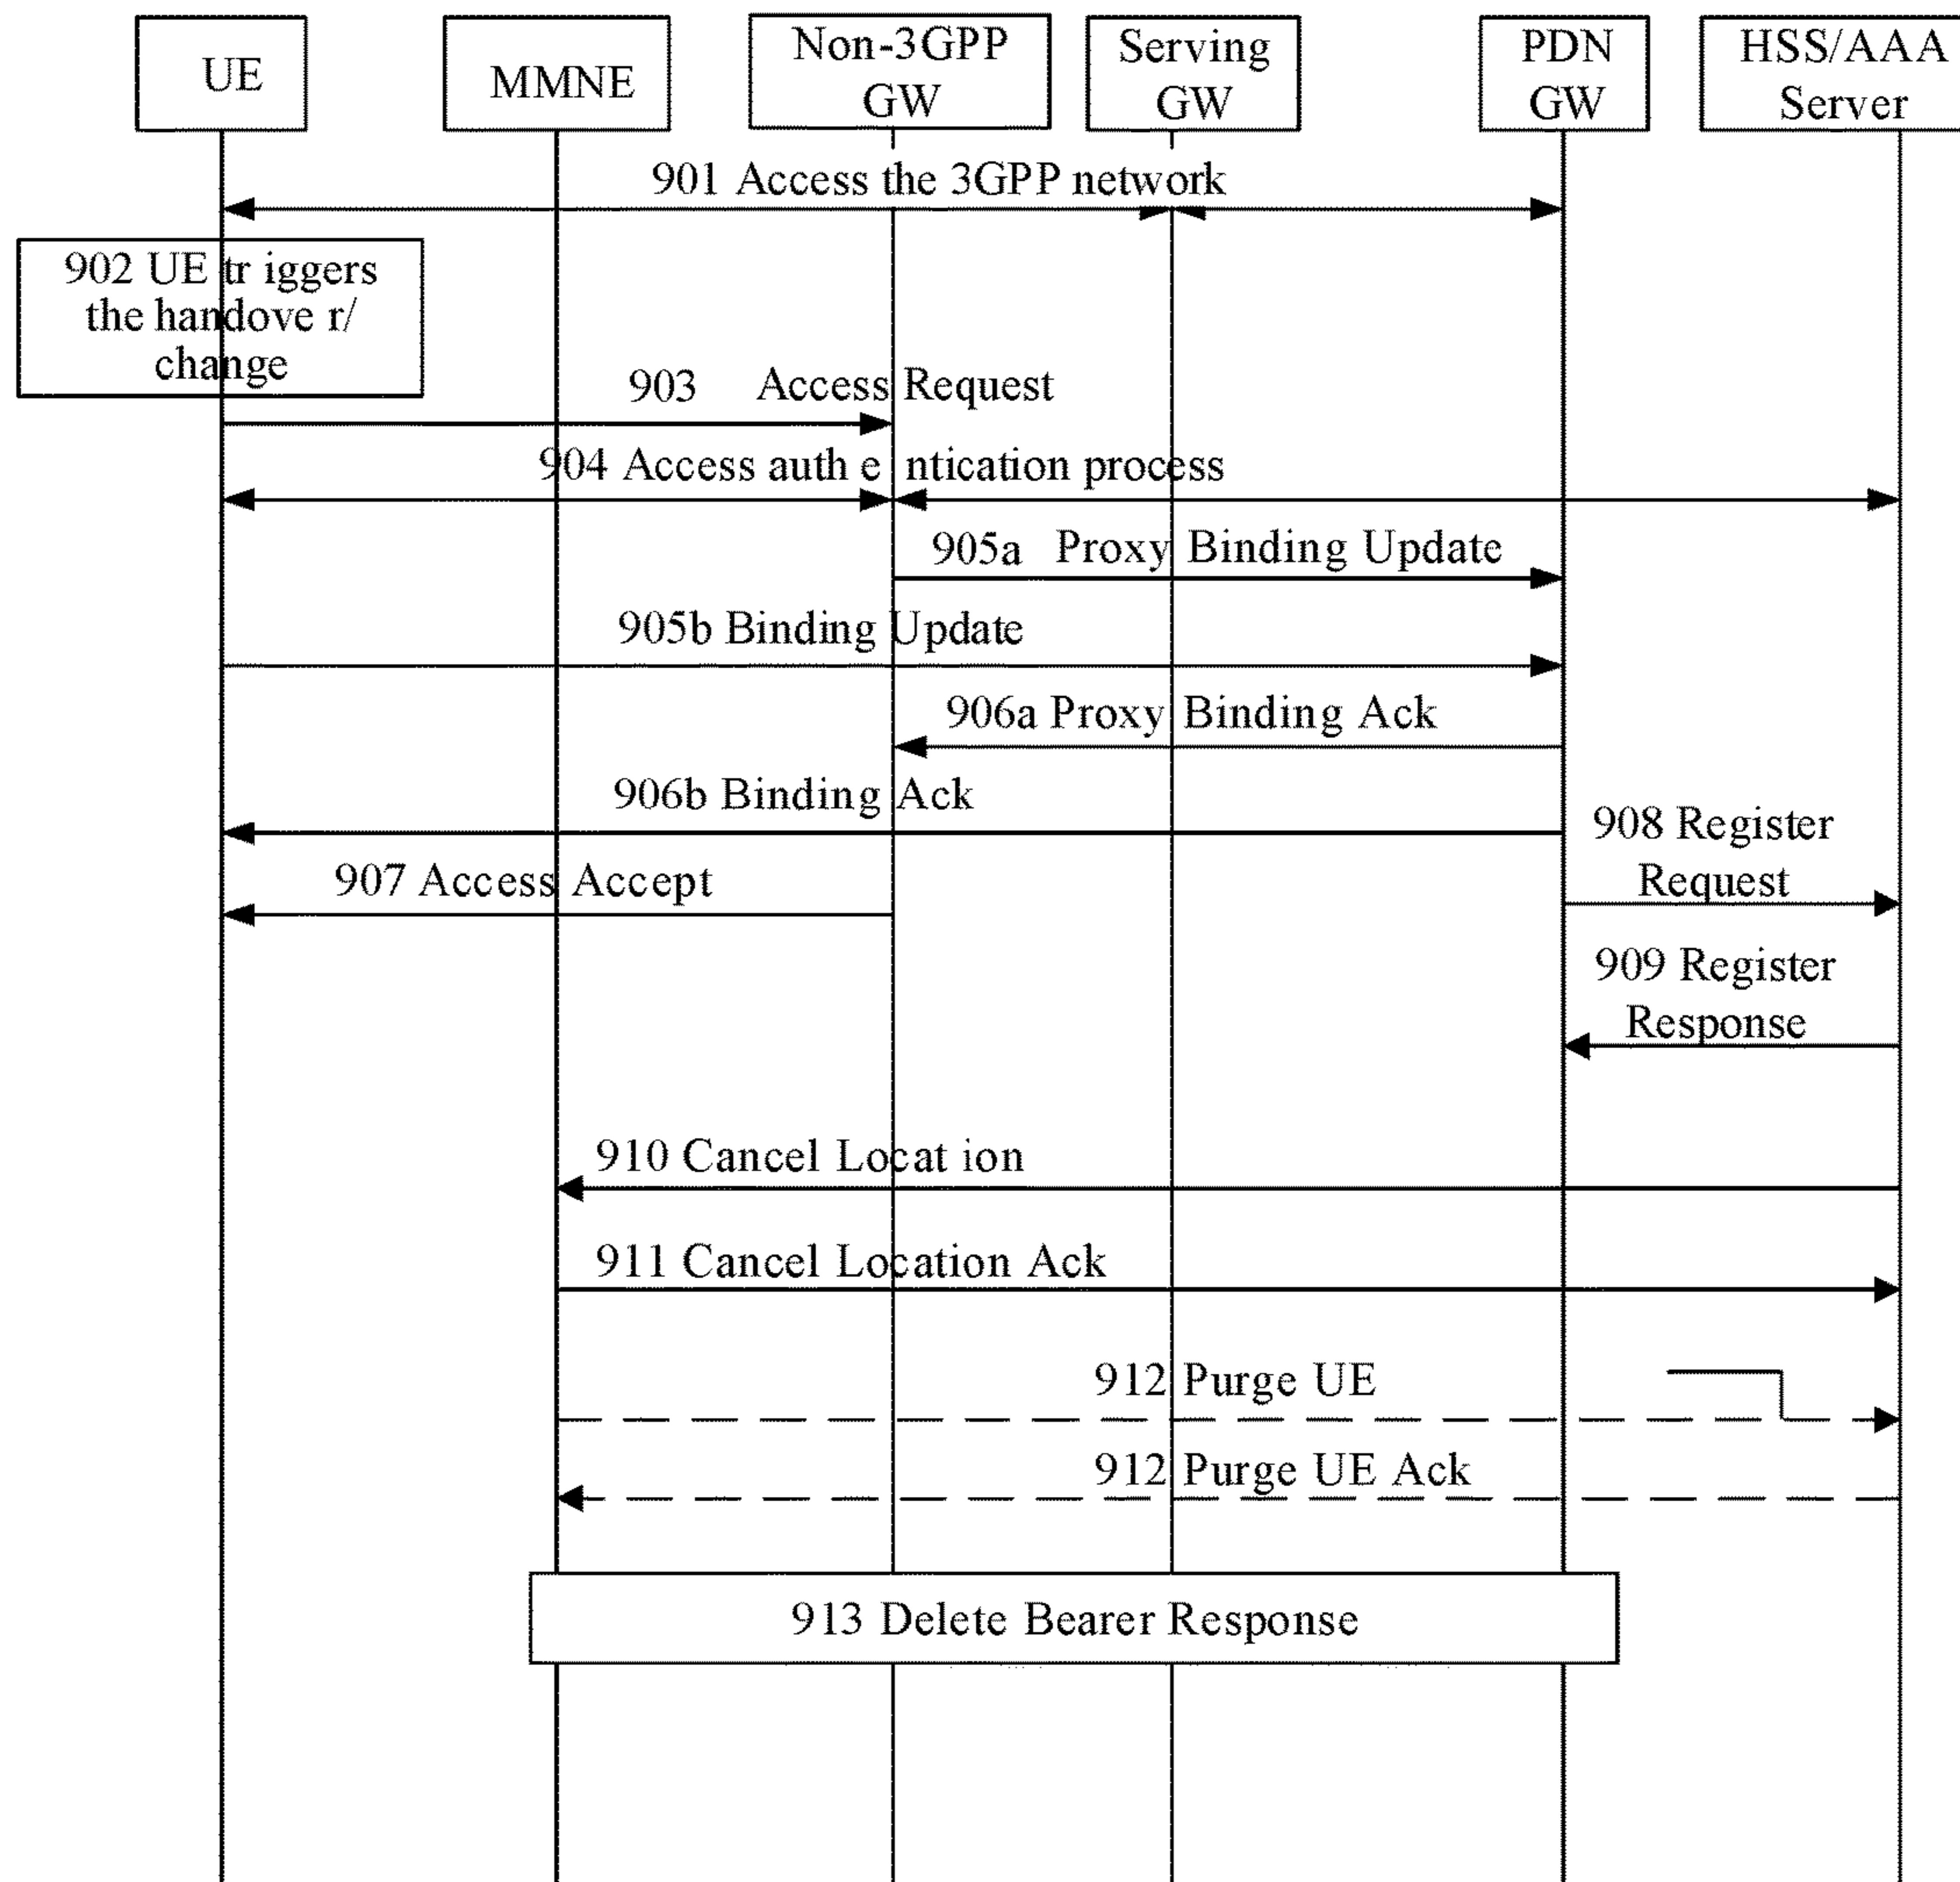 UE
MMNE
Non-3GPP
GW
Serving
GW
PDN
GW
HSS/AAA
Server
901 Access the 3GPP network
902 UE tr iggers
the handove r/
change
903 Access Request
904 Access auth e ntication process
905a Proxy Binding Update
905b Binding Update
906a Proxy Binding Ack
906b Binding Ack
908 Register
Request
907 Access Accept
909 Register
Response
910 Cancel Locat ion
911 Cancel Location Ack
912 Purge UE
912 Purge UE Ack
913 Delete Bearer Response